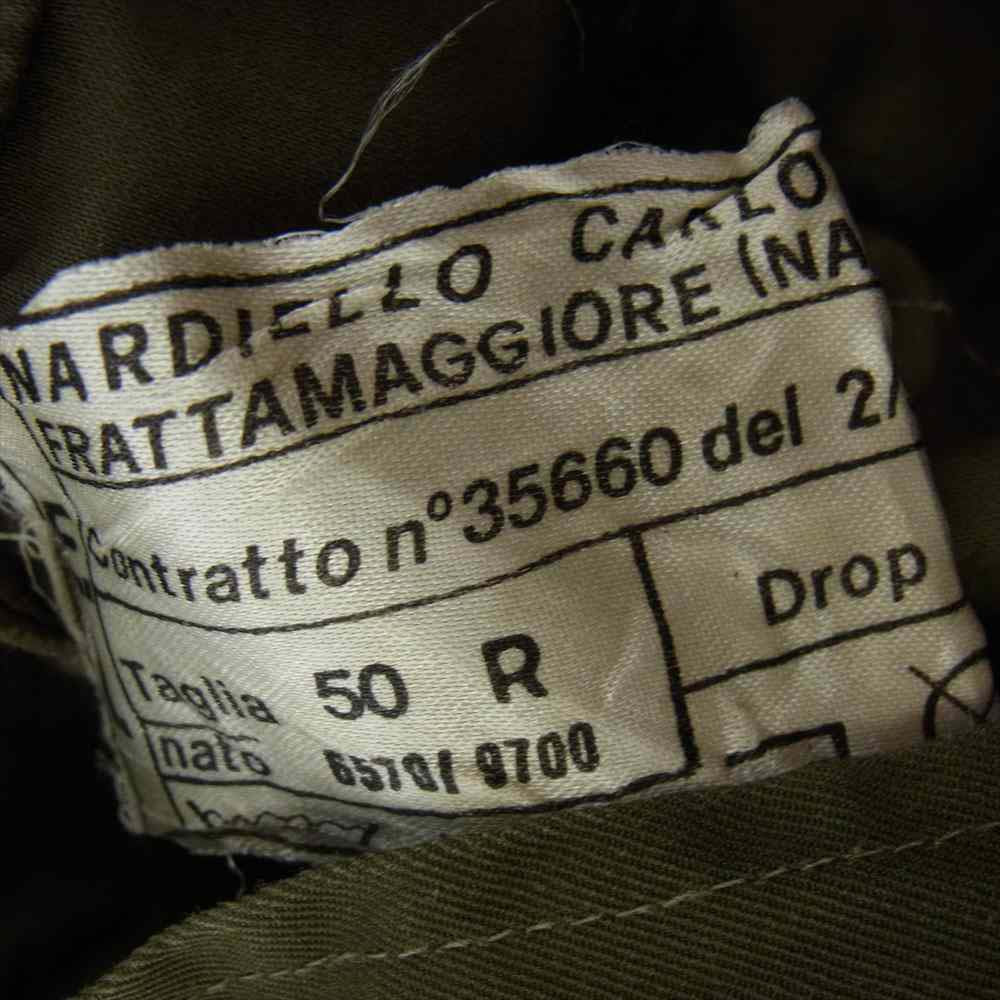 NARDIELLO CARLO
FRATTAMAGGIORE (NA
Contratto n°35660 del 2/
Drop
Taglia 50 R
nato